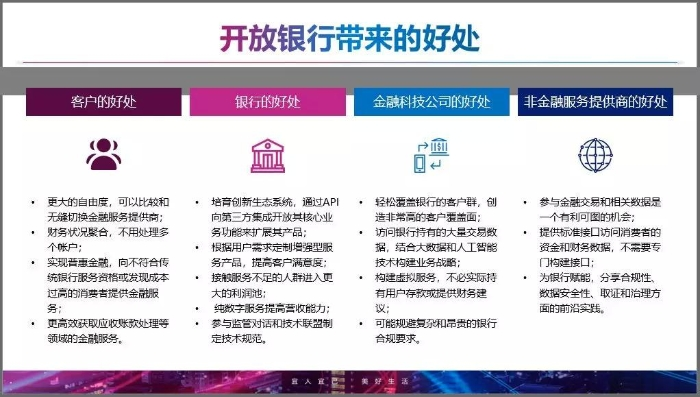 开放银行带来的好处
客户的好处
更大的自由度，可以比较和
无缝切换金融服务提供商；
财务状况聚合，不用处理多
个帐户；
实现普惠金融，向不符合传
统银行服务资格或发现成本
过高的消费者提供金融服
务；
更高效获取应收账款处理等
领域的金融服务。
银行的好处
培育创新生态系统，通过API
向第三方集成开放其核心业
务功能来扩展其产品；
根据用户需求定制增强型服
务产品，提高客户满意度；
接触服务不足的人群进入更
大的利润池；
纯数字服务提高营收能力；
参与监管对话和技术联盟制
定技术规范。
金融科技公司的好处
轻松覆盖银行的客户群，创
造非常高的客户覆盖面；
访问银行持有的大量交易数
据，结合大数据和人工智能
技术构建业务战略；
构建虚拟服务，不必实际持
有用户存款或提供财务建
议；
可能规避复杂和昂贵的银行
合规要求。
非金融服务提供商的好处
参与金融交易和相关数据是
一个有利可图的机会；
提供标准接口访问消费者的
资金和财务数据，不需要专
门构建接口；
为银行赋能，分享合规性、
数据安全性、取证和治理方
面的前沿实践。
宜人宜己 美好生活